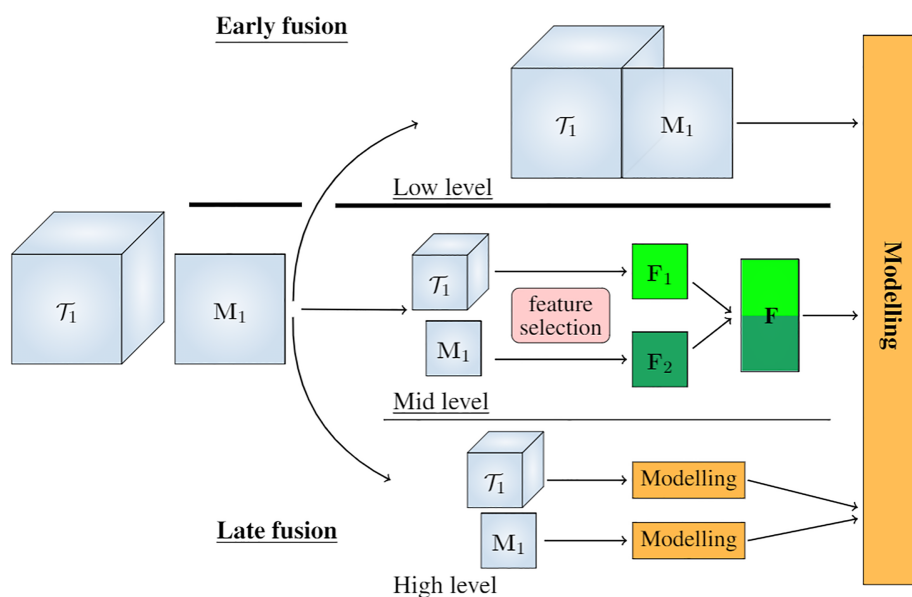 Early fusion
𝒯₁
M₁
Low level
𝒯₁
M₁
𝒯₁
M₁
feature
selection
F₁
F₂
F
Mid level
𝒯₁
M₁
Modelling
Modelling
Late fusion
High level
Modelling